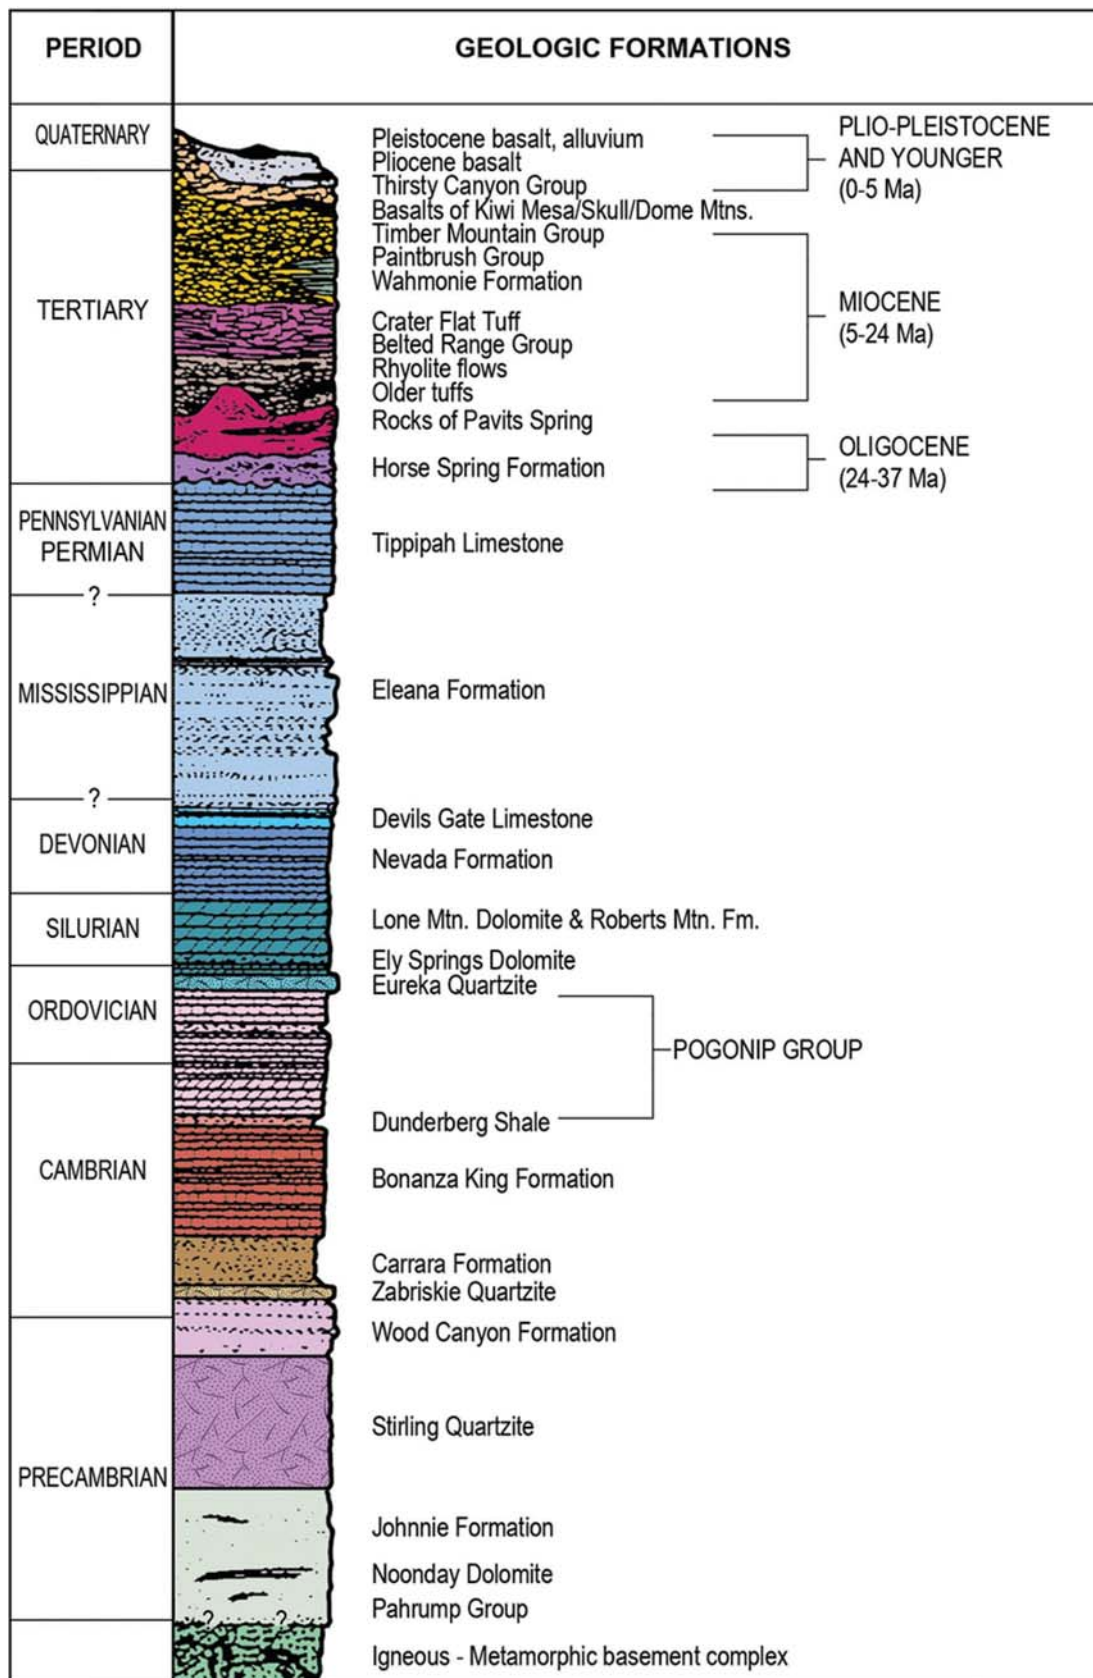 PERIOD
GEOLOGIC FORMATIONS
QUATERNARY
Pleistocene basalt, alluvium
Pliocene basalt
Thirsty Canyon Group
PLIO-PLEISTOCENE
AND YOUNGER
(0-5 Ma)
TERTIARY
Basalts of Kiwi Mesa/Skull/Dome Mtns.
Timber Mountain Group
Paintbrush Group
Wahmonie Formation
Crater Flat Tuff
Belted Range Group
Rhyolite flows
Older tuffs
MIOCENE
(5-24 Ma)
Rocks of Pavits Spring
Horse Spring Formation
OLIGOCENE
(24-37 Ma)
PENNSYLVANIAN
PERMIAN
Tippipah Limestone
?
MISSISSIPPIAN
Eleana Formation
?
DEVONIAN
Devils Gate Limestone
Nevada Formation
SILURIAN
Lone Mtn. Dolomite & Roberts Mtn. Fm.
Ely Springs Dolomite
ORDOVICIAN
Eureka Quartzite
POGONIP GROUP
CAMBRIAN
Dunderberg Shale
Bonanza King Formation
Carrara Formation
Zabriskie Quartzite
Wood Canyon Formation
PRECAMBRIAN
Stirling Quartzite
Johnnie Formation
Noonday Dolomite
Pahrump Group
? ?
Igneous - Metamorphic basement complex